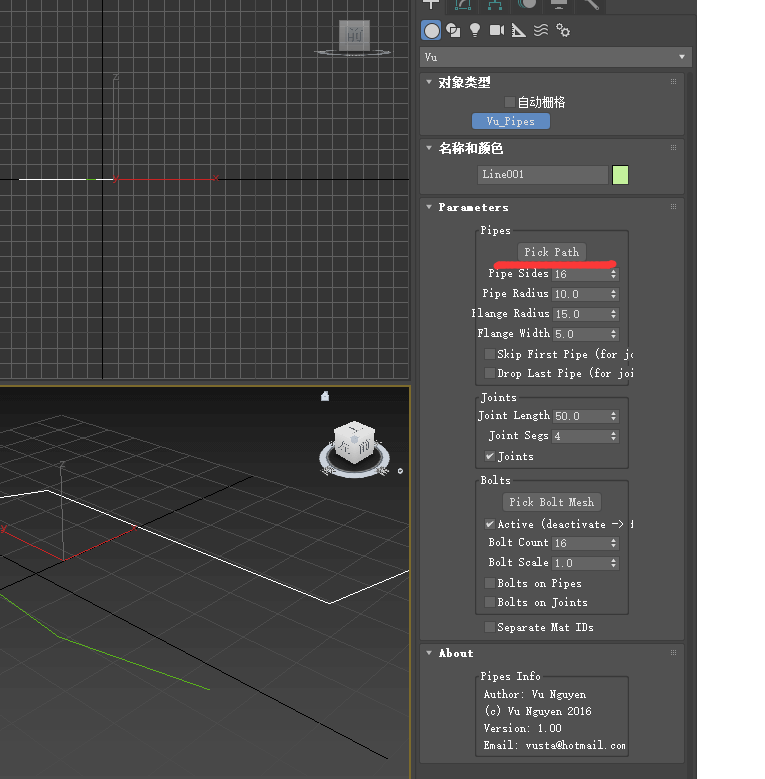 前
z
x
x
Vu
对象类型
自动栅格
Vu_Pipes
名称和颜色
Line001
Parameters
Pipes
Pick Path
Pipe Sides 16
Pipe Radius 10.0
Flange Radius 15.0
Flange Width 5.0
Skip First Pipe (for jo
Drop Last Pipe (for joi
Joints
Joint Length 50.0
Joint Segs 4
Joints
Bolts
Pick Bolt Mesh
Active (deactivate ->
Bolt Count 16
Bolt Scale 1.0
Bolts on Pipes
Bolts on Joints
Separate Mat IDs
About
Pipes Info
Author: Vu Nguyen
(c) Vu Nguyen 2016
Version: 1.00
Email: vusta@hotmail.com